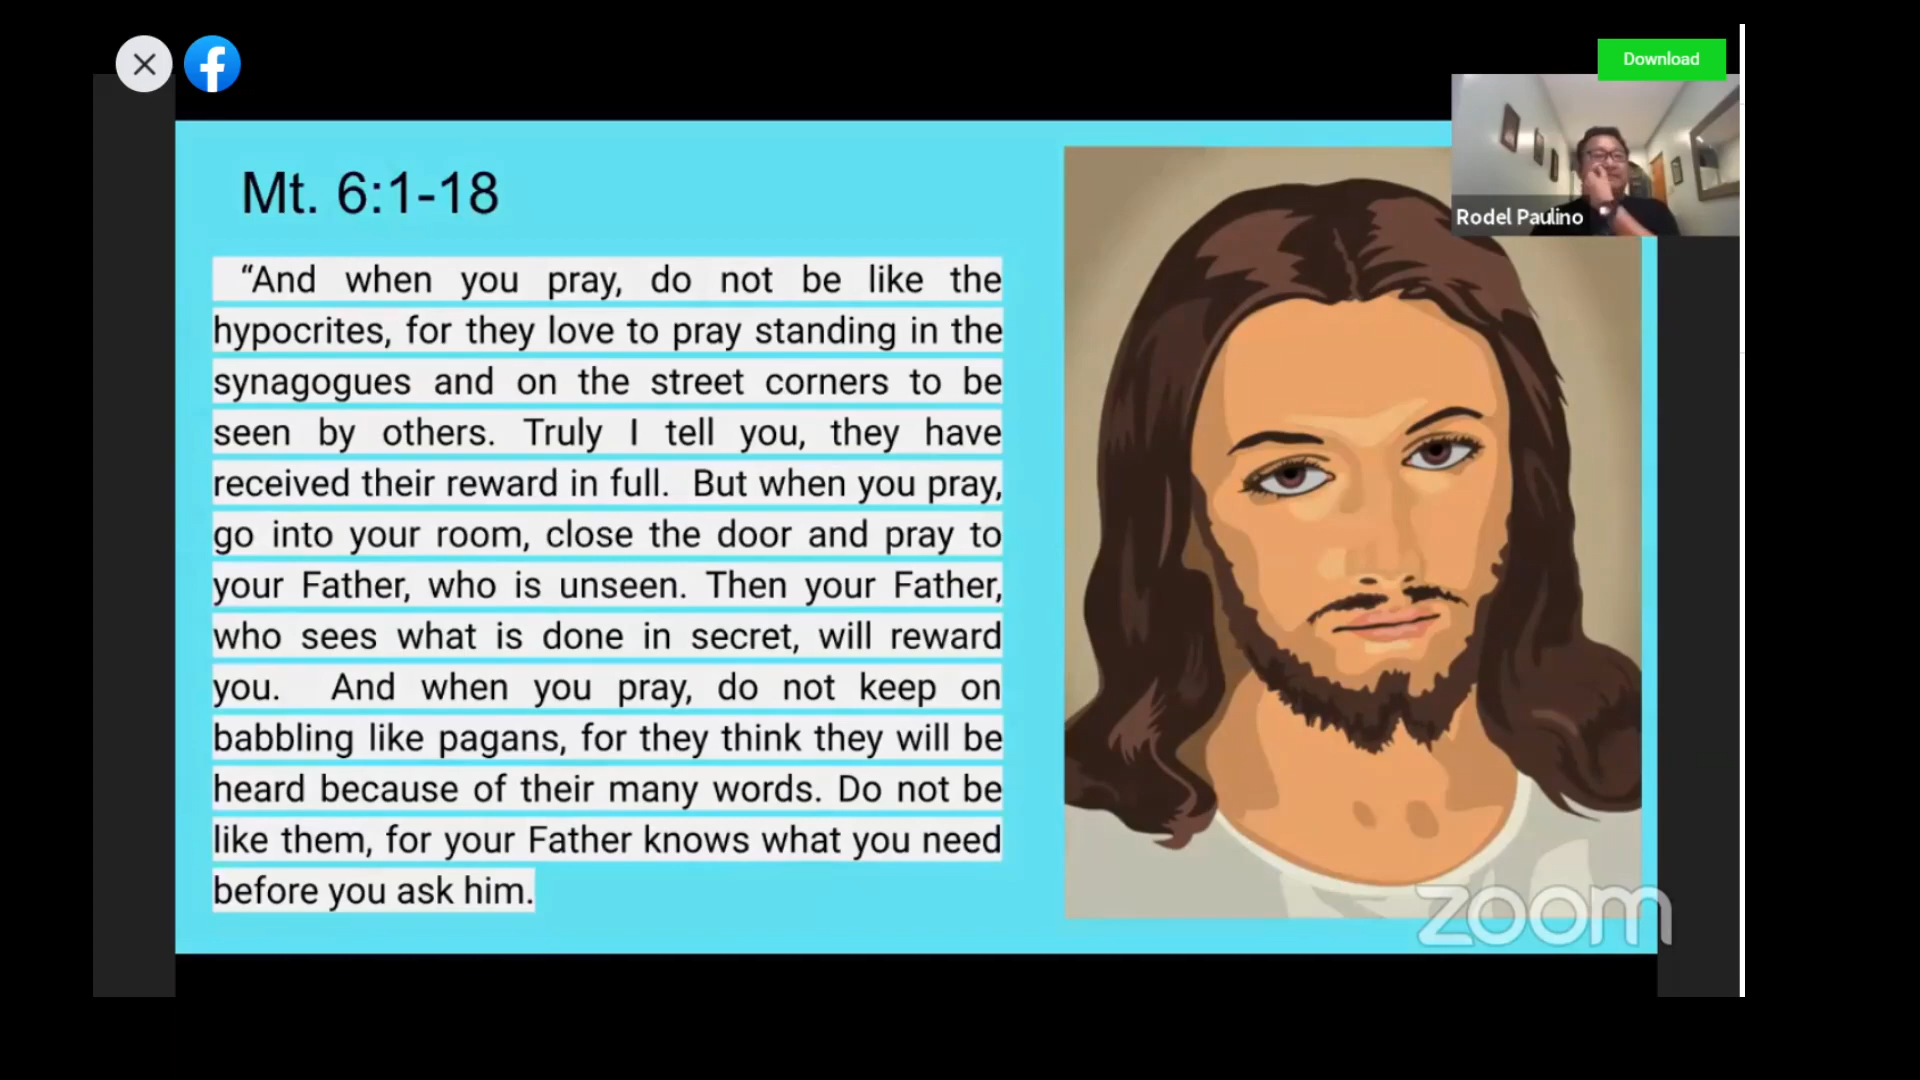 Download
Rodel Paulino
Mt. 6:1-18
“And when you pray, do not be like the
hypocrites, for they love to pray standing in the
synagogues and on the street corners to be
seen by others. Truly I tell you, they have
received their reward in full. But when you pray,
go into your room, close the door and pray to
your Father, who is unseen. Then your Father,
who sees what is done in secret, will reward
you. And when you pray, do not keep on
babbling like pagans, for they think they will be
heard because of their many words. Do not be
like them, for your Father knows what you need
before you ask him.
zoom